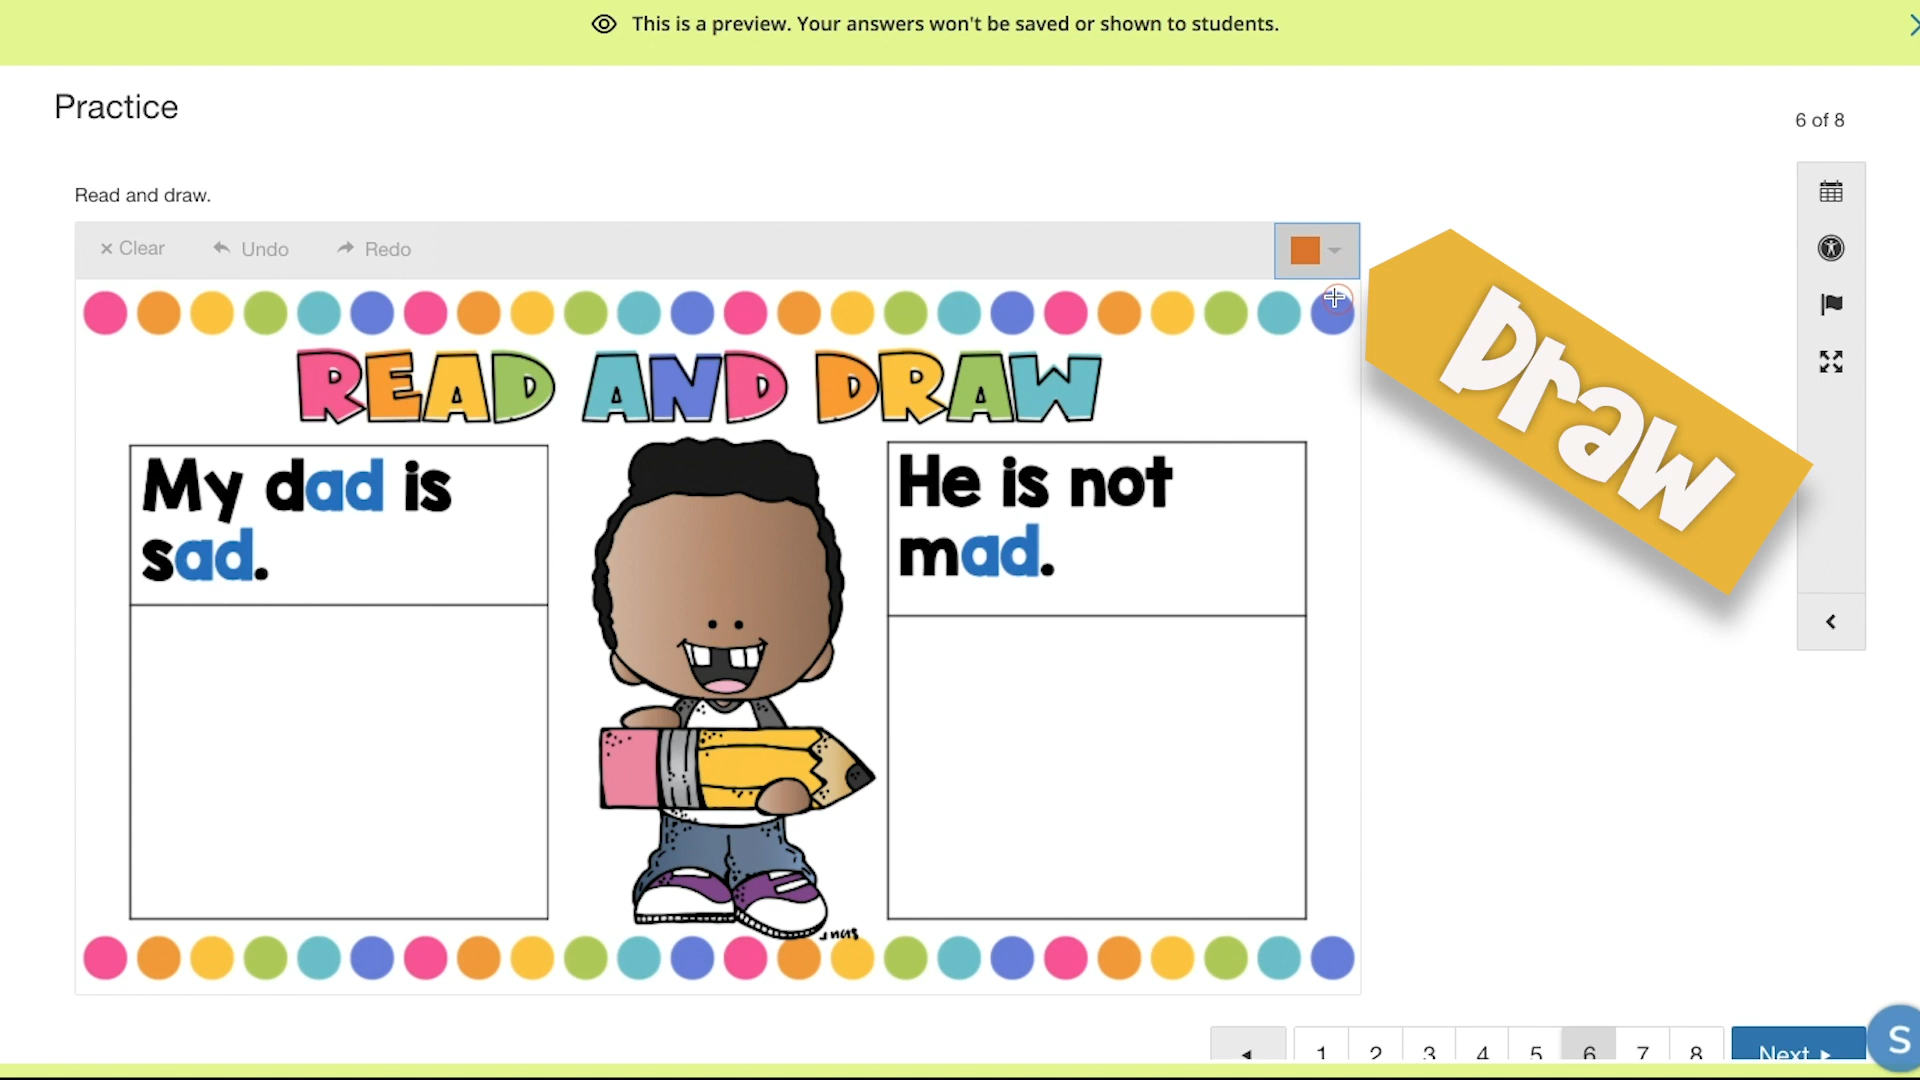 This is a preview. Your answers won't be saved or shown to students.
Practice
6 of 8
Read and draw.
× Clear
Undo
Redo
READ AND DRAW
Draw
My dad is
sad.
He is not
mad.
1 2 3 4 5 6 7 8 Next
S